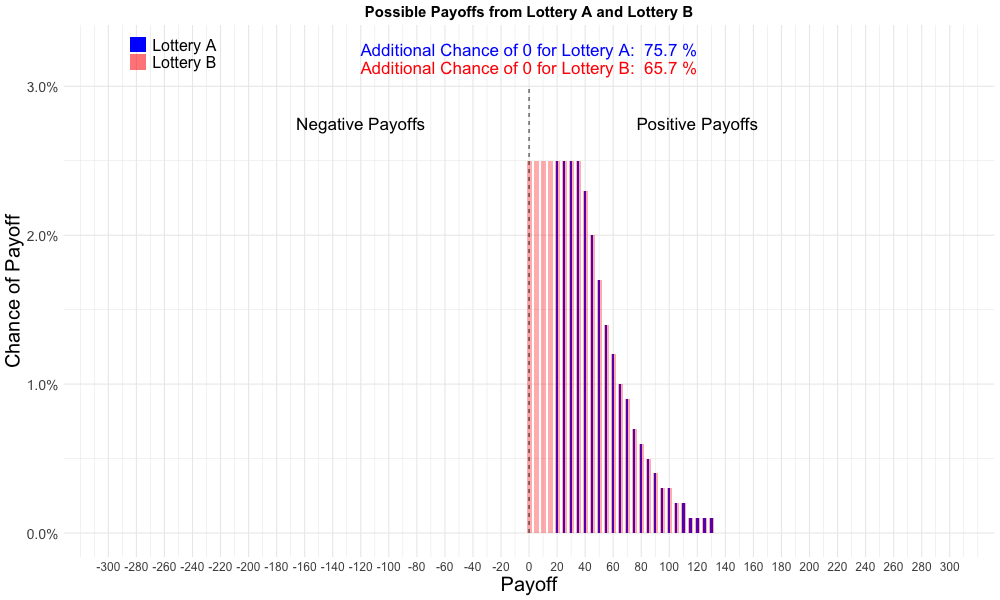 Possible Payoffs from Lottery A and Lottery B
Lottery A
Lottery B
Additional Chance of 0 for Lottery A:  75.7 %
Additional Chance of 0 for Lottery B:  65.7 %
Negative Payoffs
Positive Payoffs
Chance of Payoff
3.0%
2.0%
1.0%
0.0%
-300 -280 -260 -240 -220 -200 -180 -160 -140 -120 -100 -80 -60 -40 -20 0 20 40 60 80 100 120 140 160 180 200 220 240 260 280 300
Payoff